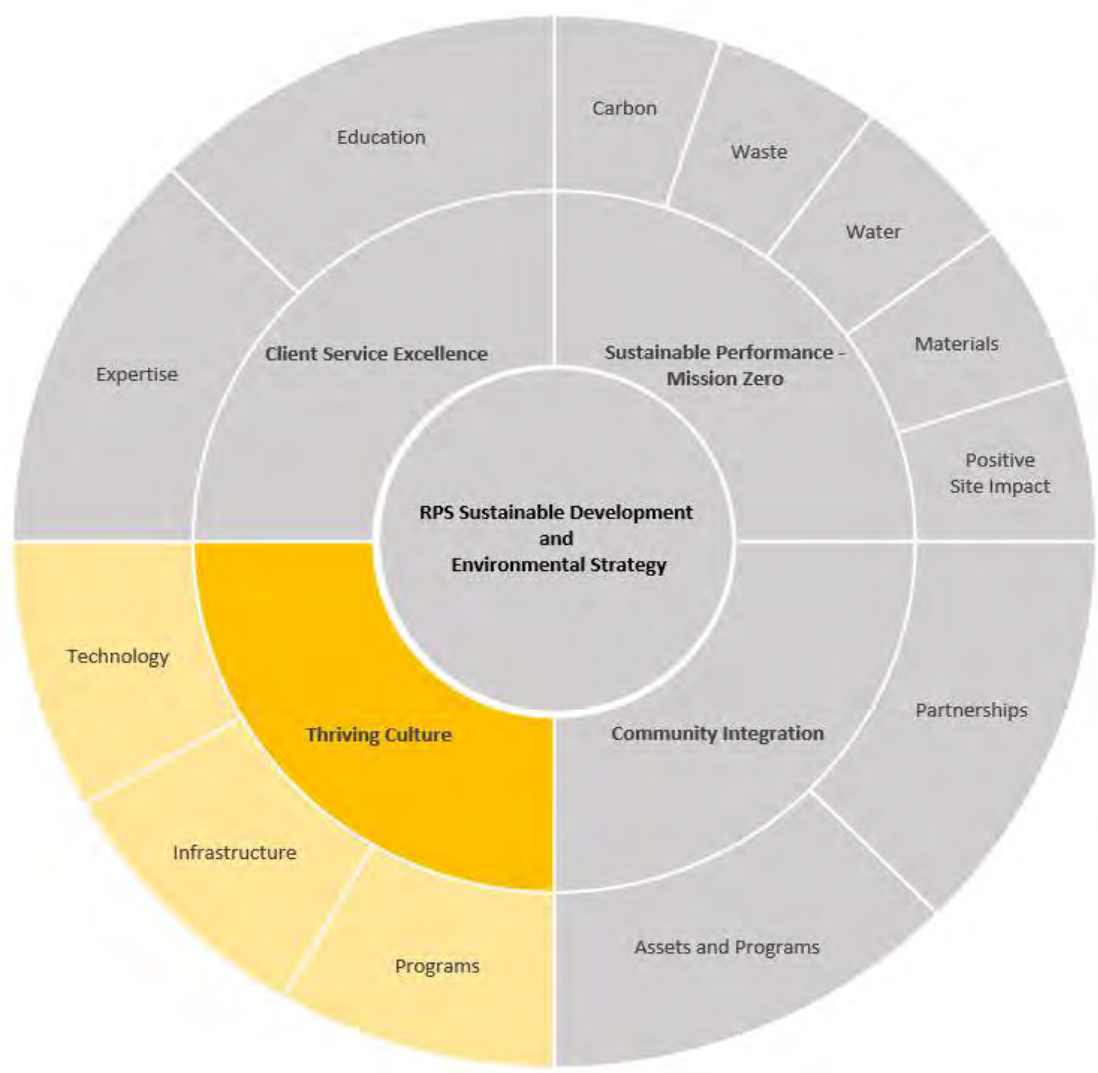 Education
Carbon
Waste
Water
Materials
Positive
Site Impact
Expertise
Client Service Excellence
Sustainable Performance -
Mission Zero
RPS Sustainable Development
and
Environmental Strategy
Technology
Infrastructure
Programs
Thriving Culture
Community Integration
Partnerships
Assets and Programs